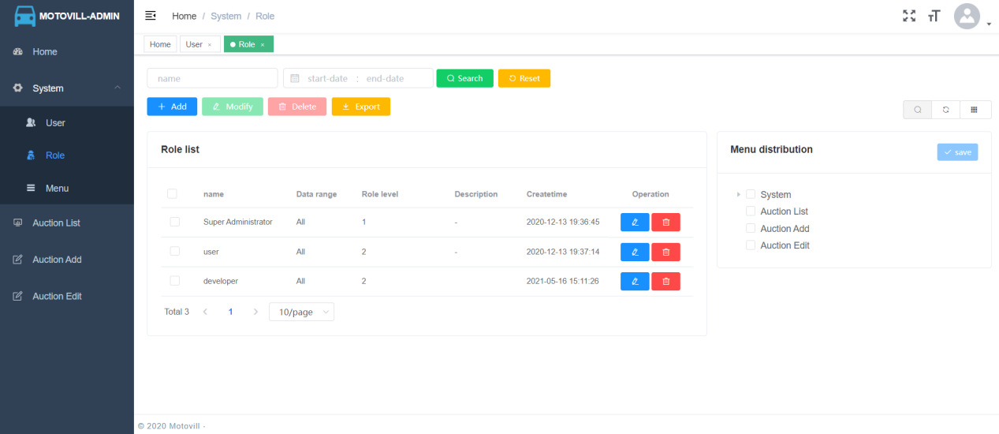 MOTOVILL-ADMIN
Home / System / Role
Home
User ×
Role ×
Home
System
User
Role
Menu
Auction List
Auction Add
Auction Edit
name
start-date : end-date
Search
Reset
Add
Modify
Delete
Export
Role list
name Data range Role level Description Createtime Operation
Super Administrator All 1 - 2020-12-13 19:36:45
user All 2 - 2020-12-13 19:37:14
developer All 2 2021-05-16 15:11:26
Total 3 < 1 > 10/page
Menu distribution
save
System
Auction List
Auction Add
Auction Edit
© 2020 Motovill -